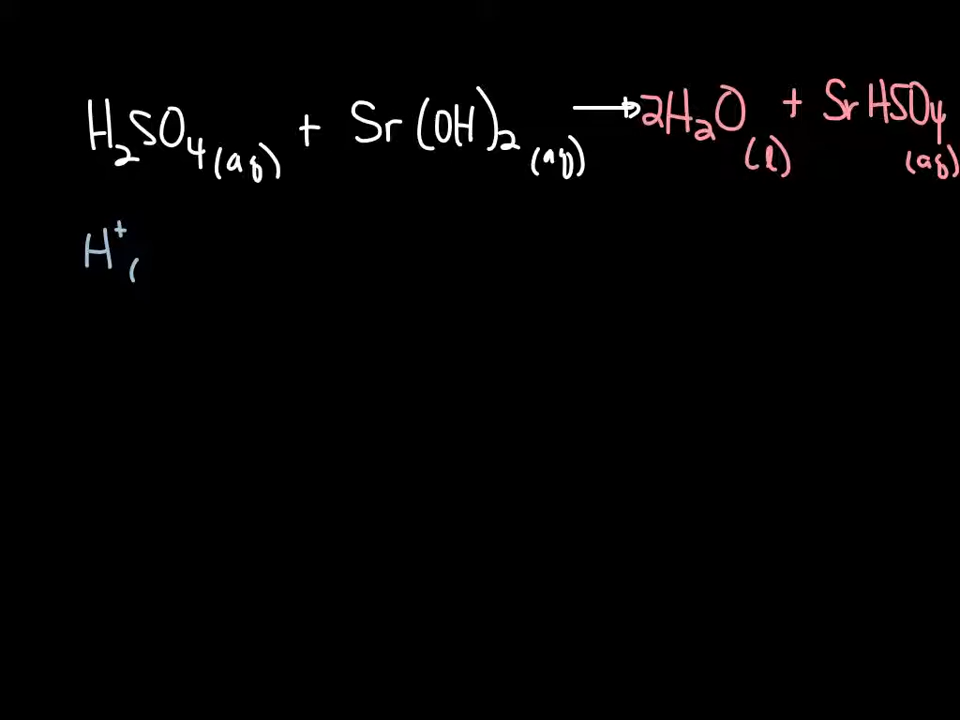 H₂SO₄(aq) + Sr(OH)₂(aq) → 2H₂O(l) + SrHSO₄(aq)
H⁺(